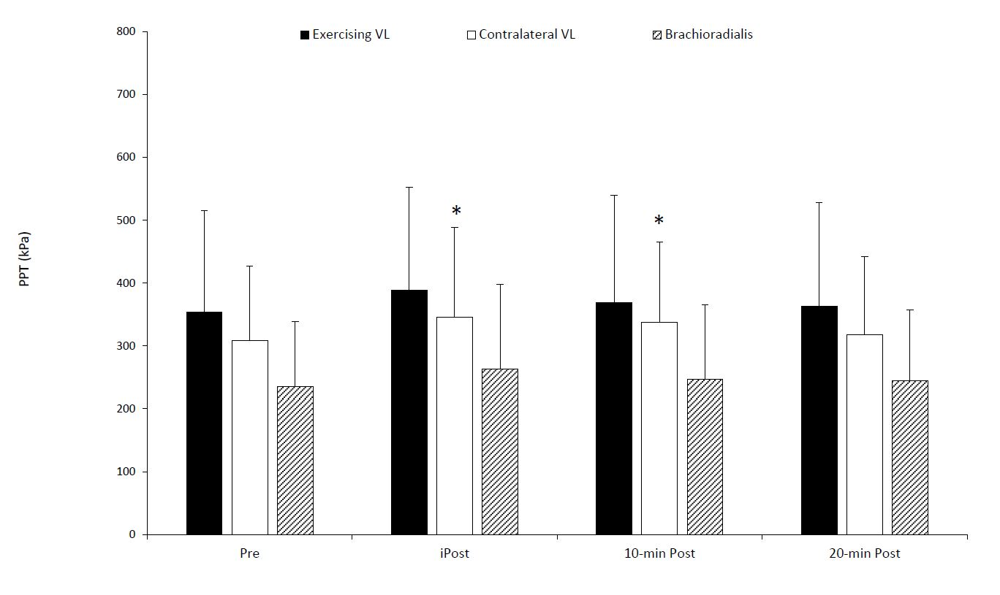 800
Exercising VL
Contralateral VL
Brachioradialis
700
600
500
400
300
200
100
0
PPT (kPa)
*
*
Pre
iPost
10-min Post
20-min Post